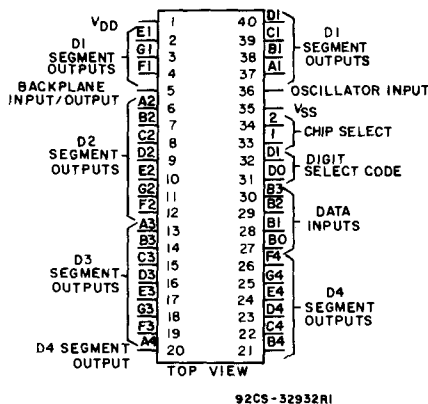 VDD 1 40 D1
E1 2 39 C1
G1 3 38 B1
F1 4 37 A1
D1 SEGMENT OUTPUTS
D1 SEGMENT OUTPUTS
BACKPLANE INPUT/OUTPUT 5 36 OSCILLATOR INPUT
A2 6 35 VSS
B2 7 34 2
C2 8 33 1
CHIP SELECT
D2 9 32 D1
E2 10 31 D0
DIGIT SELECT CODE
D2 SEGMENT OUTPUTS
G2 11 30 B3
F2 12 29 B2
A3 13 28 B1
B3 14 27 B0
DATA INPUTS
C3 15 26 F4
D3 16 25 G4
E3 17 24 E4
G3 18 23 D4
F3 19 22 C4
A4 20 21 B4
D3 SEGMENT OUTPUTS
D4 SEGMENT OUTPUTS
D4 SEGMENT OUTPUT
TOP VIEW
92CS-32932R1